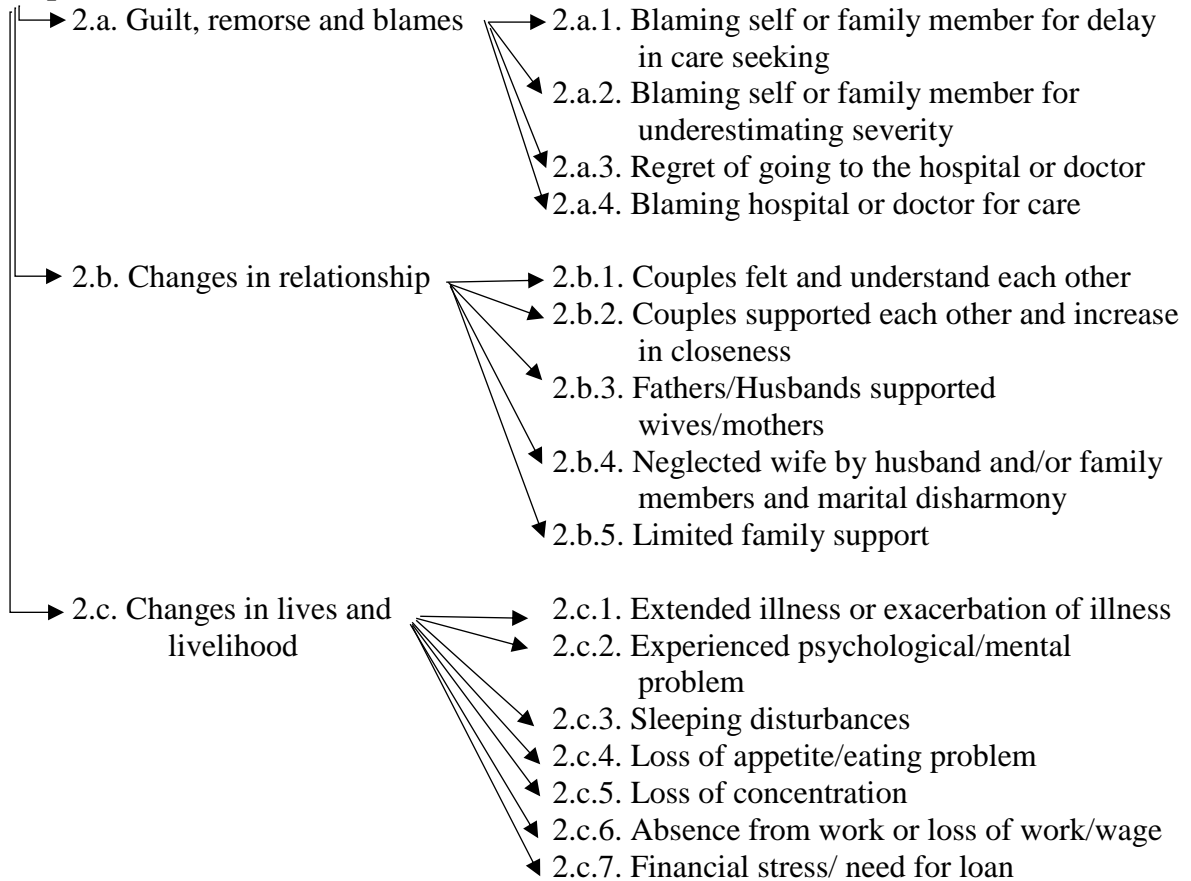 2.a. Guilt, remorse and blames
2.a.1. Blaming self or family member for delay
in care seeking
2.a.2. Blaming self or family member for
underestimating severity
2.a.3. Regret of going to the hospital or doctor
2.a.4. Blaming hospital or doctor for care
2.b. Changes in relationship
2.b.1. Couples felt and understand each other
2.b.2. Couples supported each other and increase
in closeness
2.b.3. Fathers/Husbands supported
wives/mothers
2.b.4. Neglected wife by husband and/or family
members and marital disharmony
2.b.5. Limited family support
2.c. Changes in lives and
livelihood
2.c.1. Extended illness or exacerbation of illness
2.c.2. Experienced psychological/mental
problem
2.c.3. Sleeping disturbances
2.c.4. Loss of appetite/eating problem
2.c.5. Loss of concentration
2.c.6. Absence from work or loss of work/wage
2.c.7. Financial stress/ need for loan